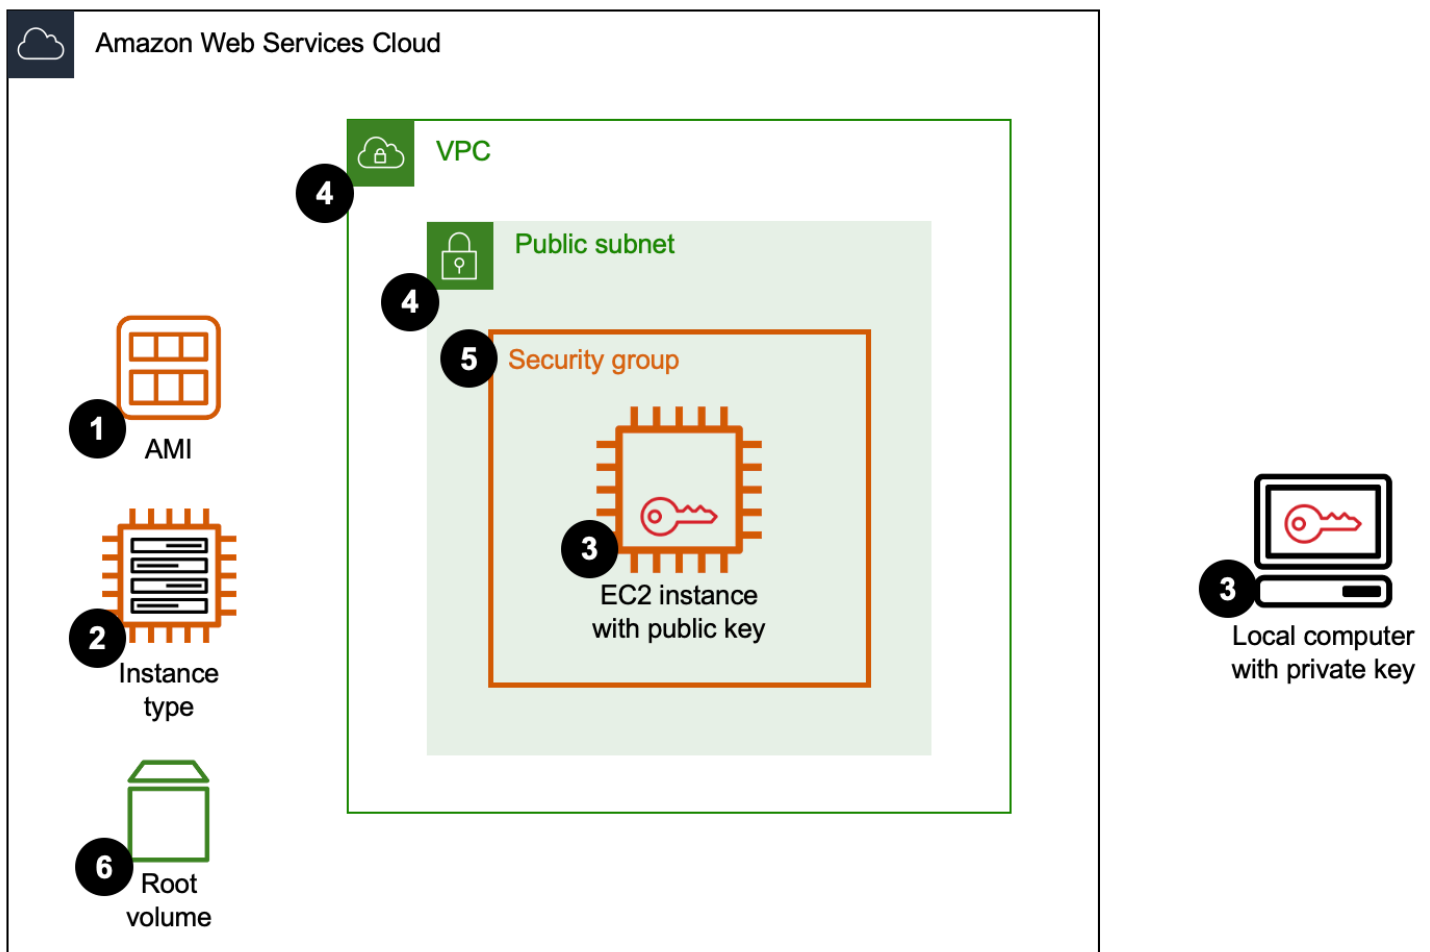 Amazon Web Services Cloud
VPC
4
Public subnet
4
5
Security group
1
AMI
3
EC2 instance
with public key
2
Instance
type
6
Root
volume
3
Local computer
with private key